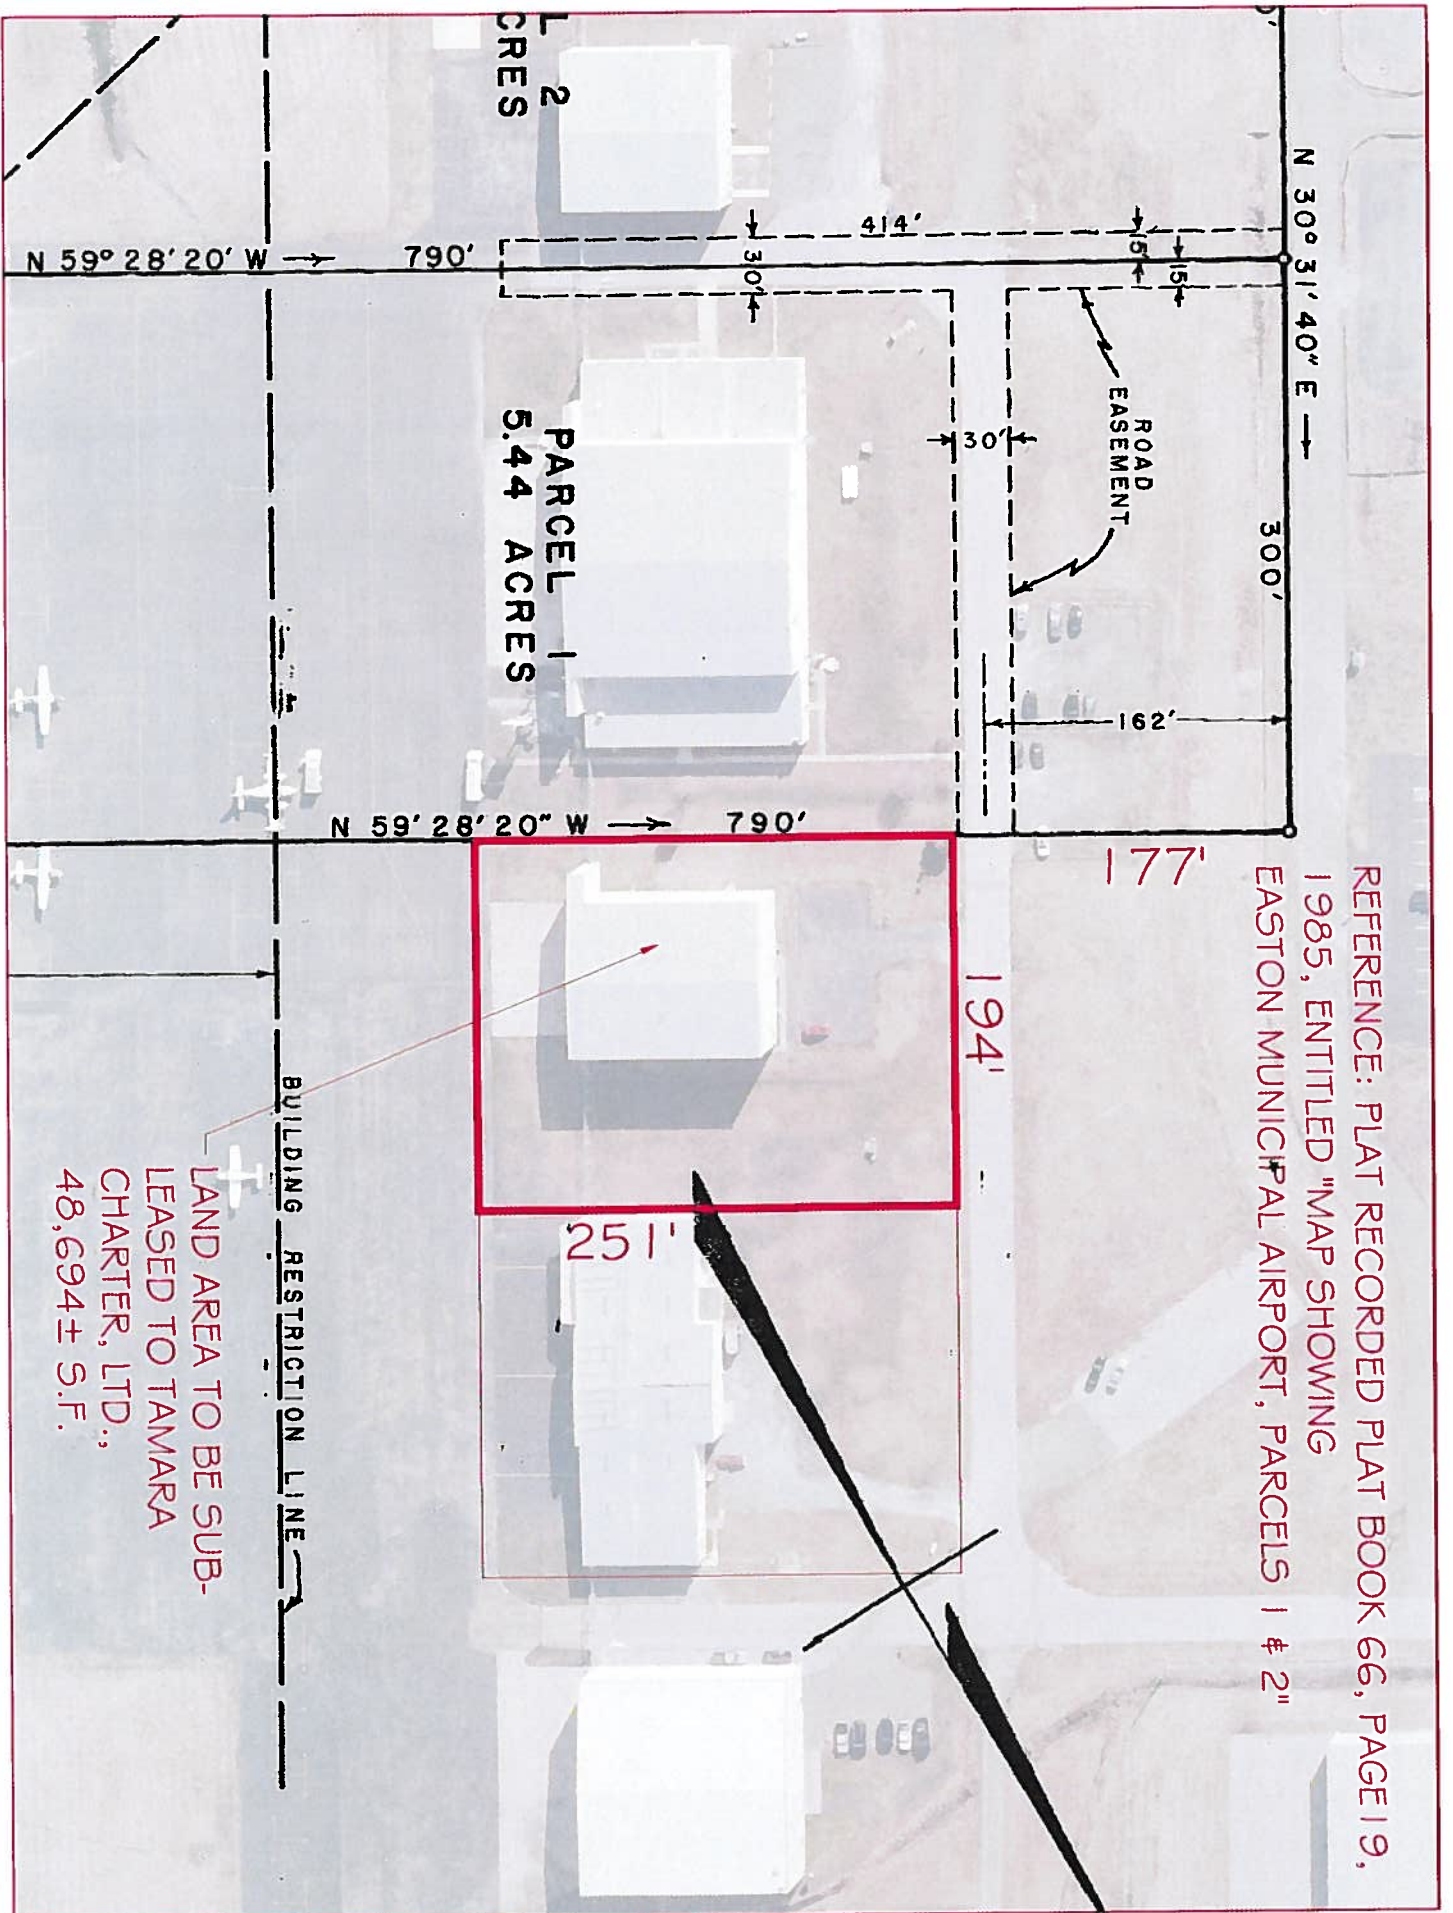 REFERENCE: PLAT RECORDED PLAT BOOK 66, PAGE 19,
1985, ENTITLED "MAP SHOWING
EASTON MUNICIPAL AIRPORT, PARCELS 1 & 2"
N 30° 31' 40" E
300'
ROAD
EASEMENT
15'
15'
414'
30'
30'
162'
177'
N 59° 28' 20' W
790'
2
CRES
PARCEL 1
5.44 ACRES
N 59' 28' 20" W
790'
194'
251'
BUILDING RESTRICTION LINE
LAND AREA TO BE SUB-
LEASED TO TAMARA
CHARTER, LTD.,
48,694± S.F.